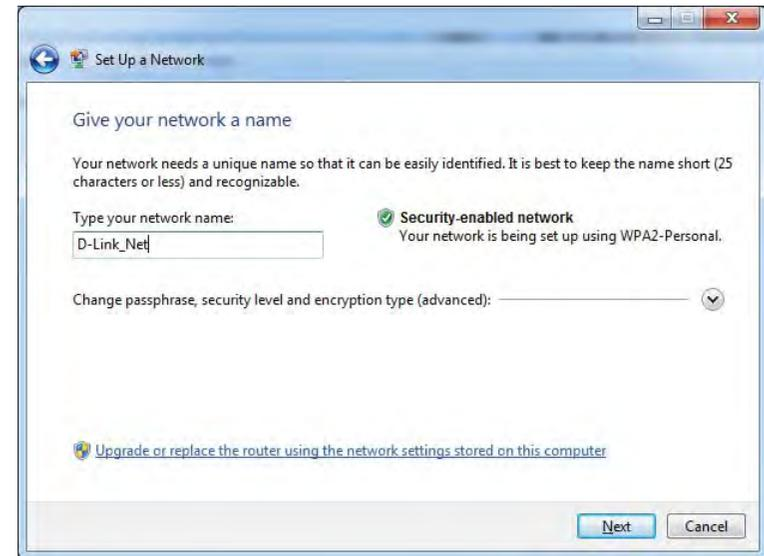 Set Up a Network
Give your network a name
Your network needs a unique name so that it can be easily identified. It is best to keep the name short (25
characters or less) and recognizable.
Type your network name:
D-Link_Net
Security-enabled network
Your network is being set up using WPA2-Personal.
Change passphrase, security level and encryption type (advanced):
Upgrade or replace the router using the network settings stored on this computer
Next
Cancel